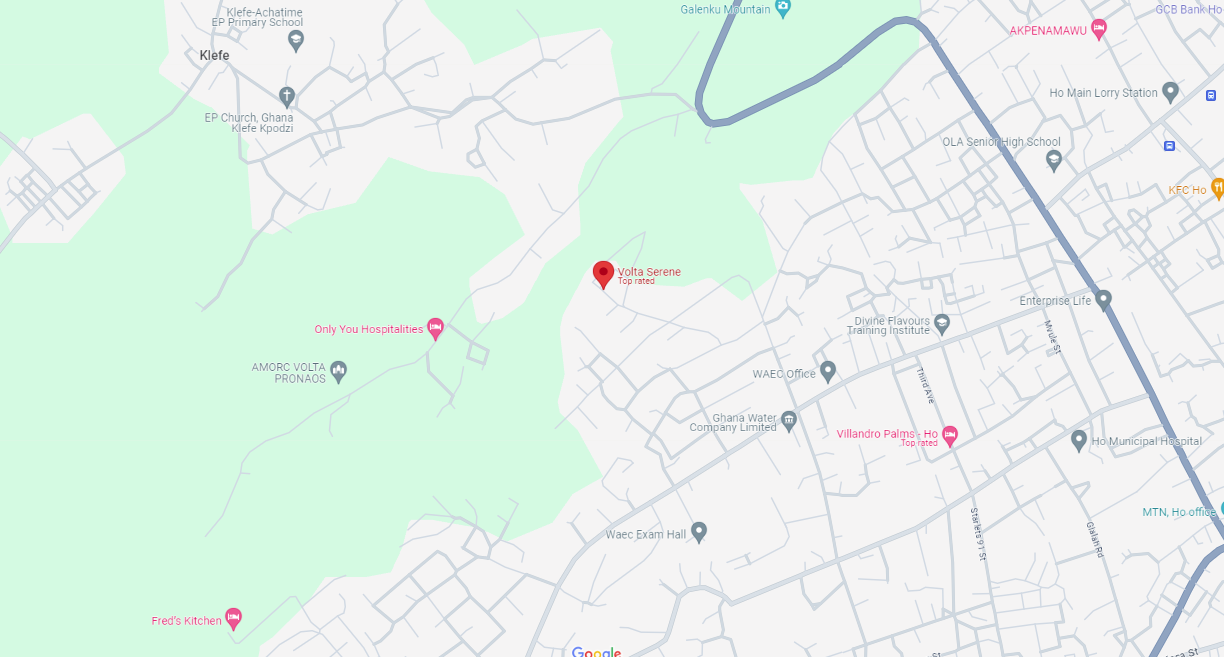 Klefe-Achatime
EP Primary School
Galenku Mountain
GCB Bank Ho
AKPENAMAWU
Klefe
Ho Main Lorry Station
EP Church, Ghana
Klefe Kpodzi
OLA Senior High School
KFC Ho
Volta Serene
Top rated
Enterprise Life
Only You Hospitalities
Divine Flavours
Training Institute
Mvule St
AMORC VOLTA
PRONAOS
WAEC Office
Third Ave
Ghana Water
Company Limited
Villandro Palms - Ho
Top rated
Ho Municipal Hospital
MTN, Ho office
Starlets 91 St
Glalah Rd
Waec Exam Hall
Fred's Kitchen
Google
St